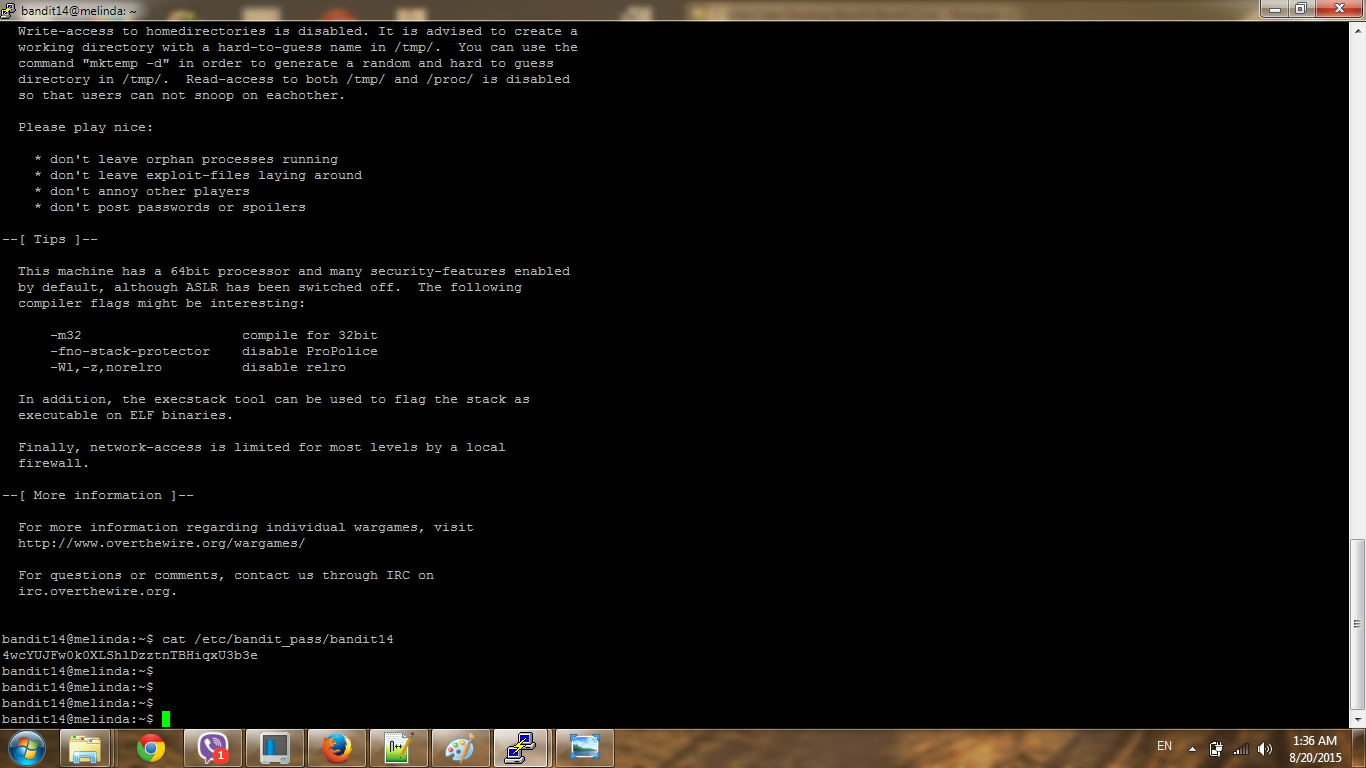 bandit14@melinda: ~
Write-access to homedirectories is disabled. It is advised to create a
working directory with a hard-to-guess name in /tmp/.  You can use the
command "mktemp -d" in order to generate a random and hard to guess
directory in /tmp/.  Read-access to both /tmp/ and /proc/ is disabled
so that users can not snoop on eachother.
Please play nice:
* don't leave orphan processes running
* don't leave exploit-files laying around
* don't annoy other players
* don't post passwords or spoilers
--[ Tips ]--
This machine has a 64bit processor and many security-features enabled
by default, although ASLR has been switched off.  The following
compiler flags might be interesting:
-m32                    compile for 32bit
-fno-stack-protector    disable ProPolice
-Wl,-z,norelro          disable relro
In addition, the execstack tool can be used to flag the stack as
executable on ELF binaries.
Finally, network-access is limited for most levels by a local
firewall.
--[ More information ]--
For more information regarding individual wargames, visit
http://www.overthewire.org/wargames/
For questions or comments, contact us through IRC on
irc.overthewire.org.
bandit14@melinda:~$ cat /etc/bandit_pass/bandit14
4wcYUJFw0k0XLShlDzztnTBHiqxU3b3e
bandit14@melinda:~$
bandit14@melinda:~$
bandit14@melinda:~$
bandit14@melinda:~$
1
EN
1:36 AM
8/20/2015